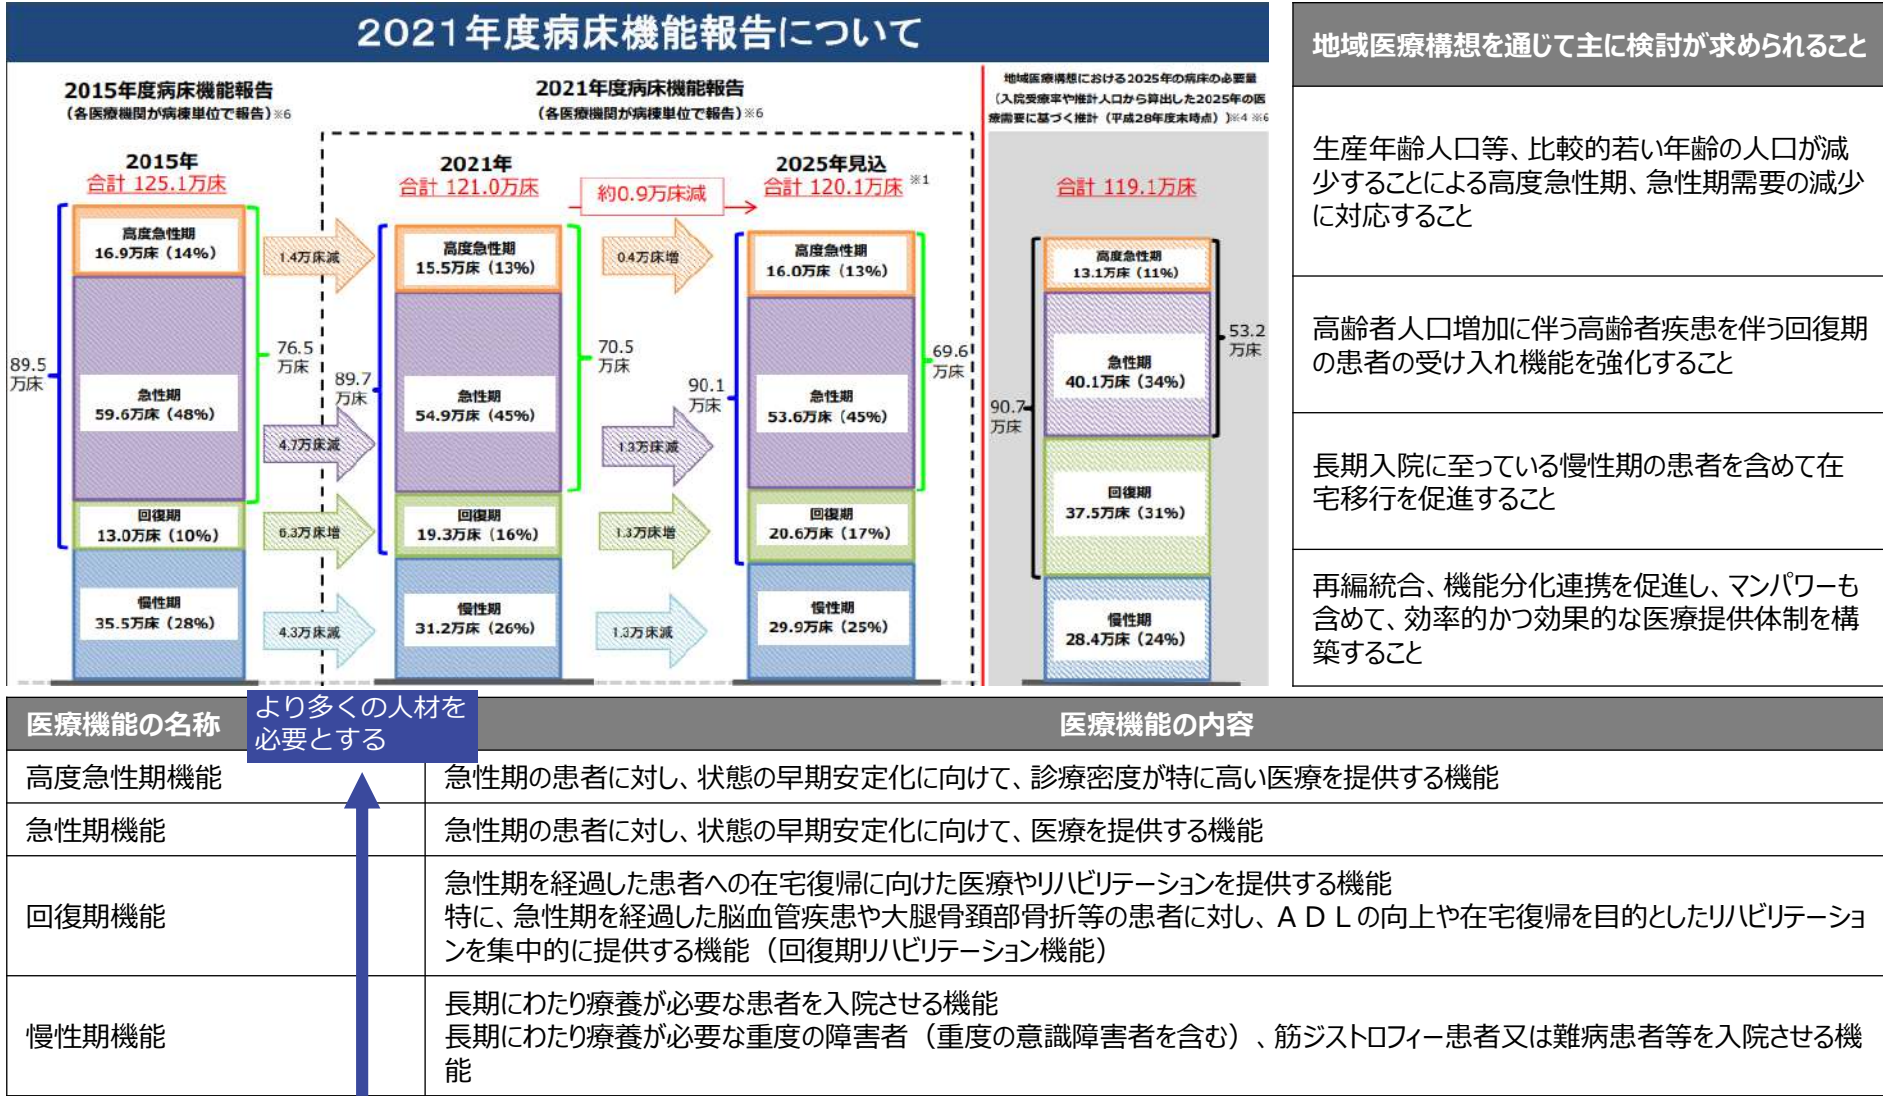 2021年度病床機能報告について
2015年度病床機能報告
（各医療機関が病棟単位で報告）※6
2021年度病床機能報告
（各医療機関が病棟単位で報告）※6
地域医療構想における2025年の病床の必要量
（入院受療率や推計人口から算出した2025年の医
療需要に基づく推計（平成28年度末時点））※4 ※6
2015年
合計 125.1万床
2021年
合計 121.0万床
約0.9万床減
2025年見込
合計 120.1万床 ※1
合計 119.1万床
高度急性期
16.9万床（14%）
急性期
59.6万床（48%）
回復期
13.0万床（10%）
慢性期
35.5万床（28%）
89.5
万床
76.5
万床
1.4万床減
4.7万床減
6.3万床増
4.3万床減
高度急性期
15.5万床（13%）
急性期
54.9万床（45%）
回復期
19.3万床（16%）
慢性期
31.2万床（26%）
89.7
万床
70.5
万床
0.4万床増
1.3万床減
1.3万床増
1.3万床減
高度急性期
16.0万床（13%）
急性期
53.6万床（45%）
回復期
20.6万床（17%）
慢性期
29.9万床（25%）
90.1
万床
69.6
万床
高度急性期
13.1万床（11%）
急性期
40.1万床（34%）
回復期
37.5万床（31%）
慢性期
28.4万床（24%）
90.7
万床
53.2
万床
地域医療構想を通じて主に検討が求められること
生産年齢人口等、比較的若い年齢の人口が減
少することによる高度急性期、急性期需要の減少
に対応すること
高齢者人口増加に伴う高齢者疾患を伴う回復期
の患者の受け入れ機能を強化すること
長期入院に至っている慢性期の患者を含めて在
宅移行を促進すること
再編統合、機能分化連携を促進し、マンパワーも
含めて、効率的かつ効果的な医療提供体制を構
築すること
医療機能の名称
より多くの人材を
必要とする
医療機能の内容
高度急性期機能
急性期の患者に対し、状態の早期安定化に向けて、診療密度が特に高い医療を提供する機能
急性期機能
急性期の患者に対し、状態の早期安定化に向けて、医療を提供する機能
回復期機能
急性期を経過した患者への在宅復帰に向けた医療やリハビリテーションを提供する機能
特に、急性期を経過した脳血管疾患や大腿骨頚部骨折等の患者に対し、ＡＤＬの向上や在宅復帰を目的としたリハビリテーショ
ンを集中的に提供する機能（回復期リハビリテーション機能）
慢性期機能
長期にわたり療養が必要な患者を入院させる機能
長期にわたり療養が必要な重度の障害者（重度の意識障害者を含む）、筋ジストロフィー患者又は難病患者等を入院させる機
能